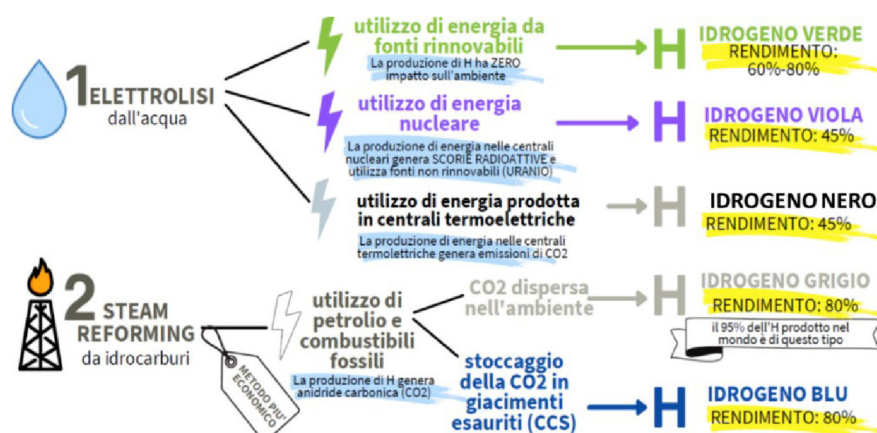 1 ELETTROLISI
dall'acqua
utilizzo di energia da
fonti rinnovabili
La produzione di H ha ZERO
impatto sull'ambiente
H
IDROGENO VERDE
RENDIMENTO:
60%-80%
utilizzo di energia
nucleare
La produzione di energia nelle centrali
nucleari genera SCORIE RADIOATTIVE e
utilizza fonti non rinnovabili (URANIO)
H
IDROGENO VIOLA
RENDIMENTO: 45%
utilizzo di energia prodotta
in centrali termoelettriche
La produzione di energia nelle centrali
termolettriche genera emissioni di CO2
H
IDROGENO NERO
RENDIMENTO: 45%
2 STEAM
REFORMING
da idrocarburi
METODO PIU'
ECONOMICO
utilizzo di
petrolio e
combustibili
fossili
La produzione di H genera
anidride carbonica (CO2)
CO2 dispersa
nell'ambiente
H
IDROGENO GRIGIO
RENDIMENTO: 80%
il 95% dell'H prodotto nel
mondo è di questo tipo
stoccaggio
della CO2 in
giacimenti
esauriti (CCS)
H
IDROGENO BLU
RENDIMENTO: 80%